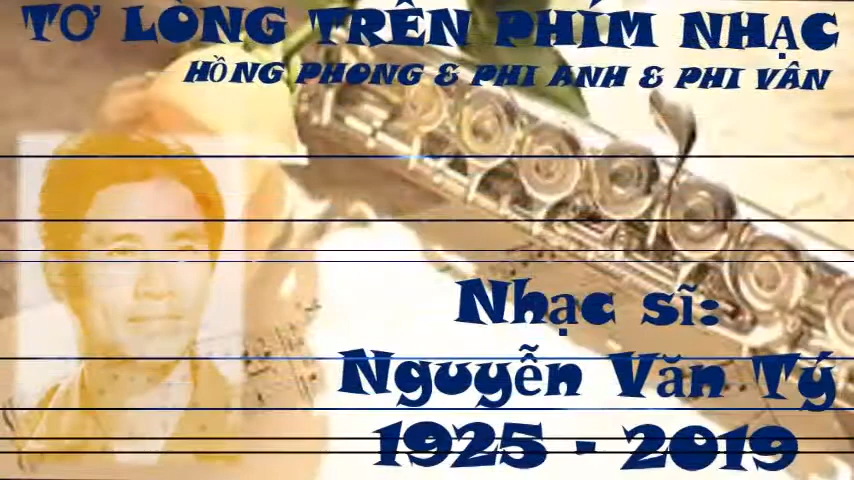 TƠ LÒNG TRÊN PHÍM NHẠC
HỒNG PHONG & PHI ANH & PHI VÂN
Nhạc sĩ:
Nguyễn Văn Tý
1925 - 2019